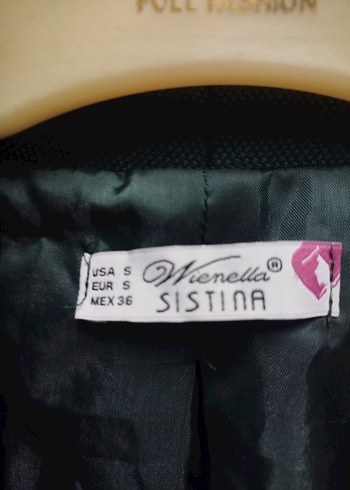 FULL FASHION
USA S
EUR S
MEX 36
Wienella®
SISTINA